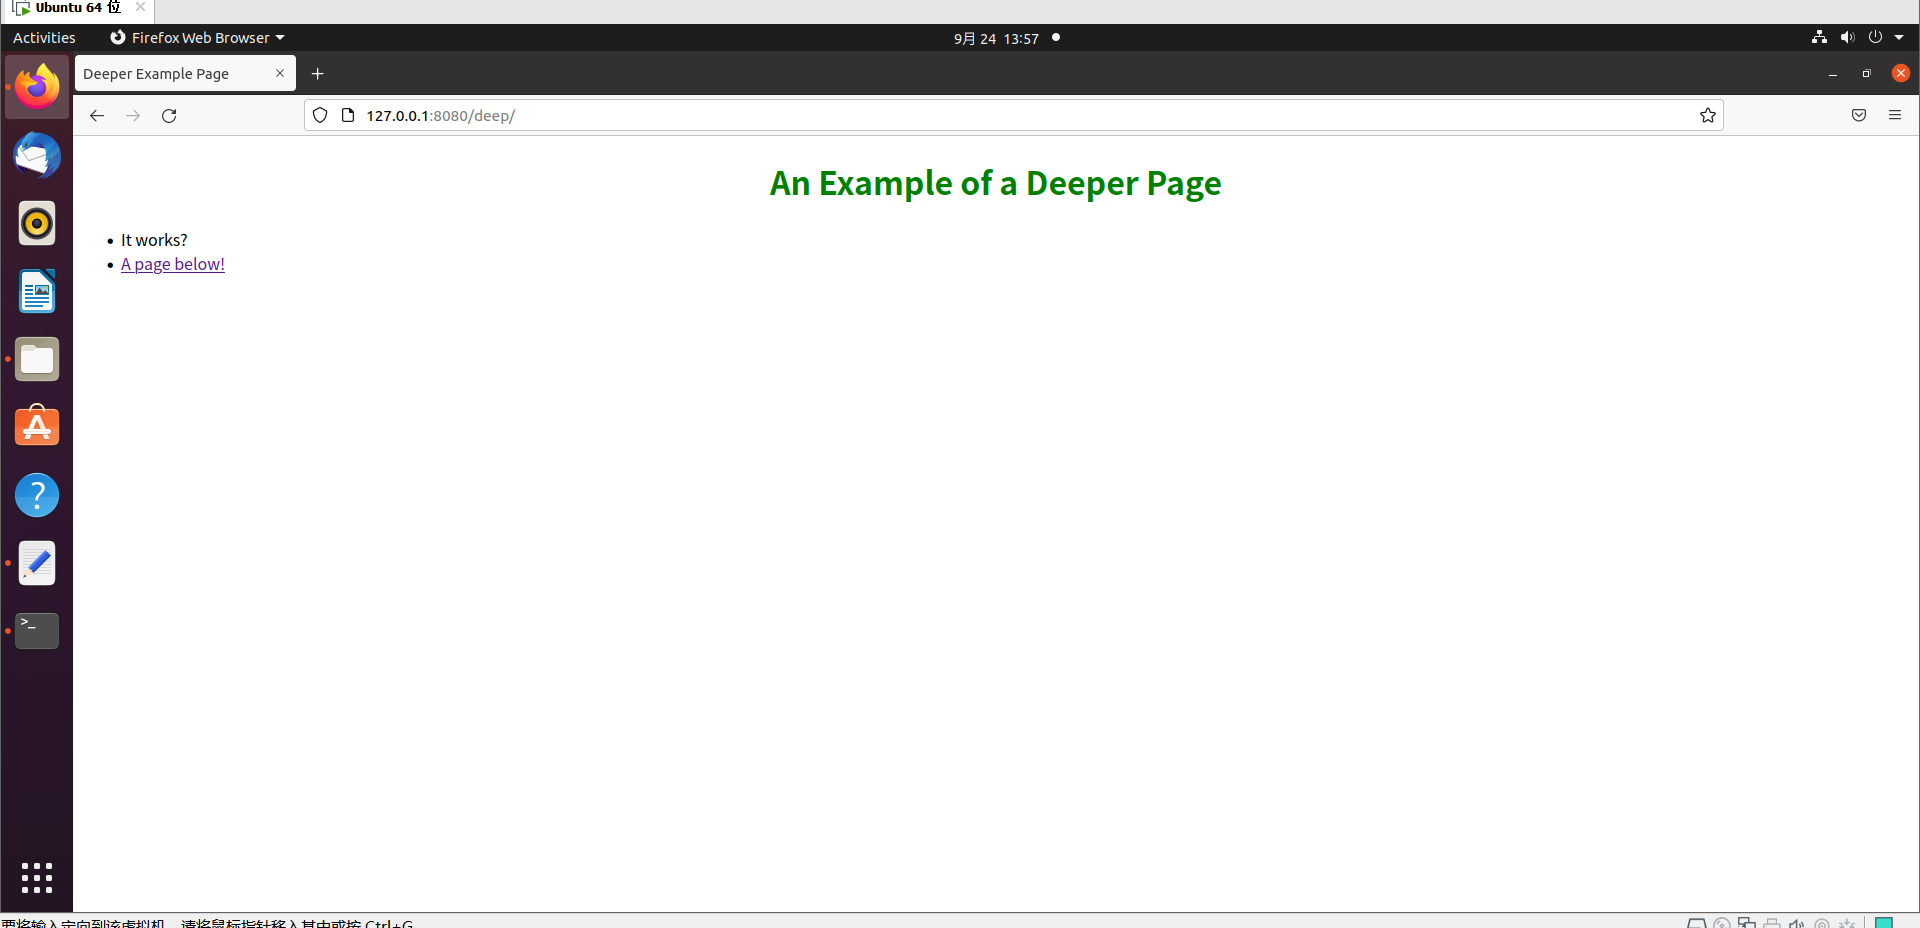 Ubuntu 64 位
Activities
Firefox Web Browser
9月 24 13:57
Deeper Example Page
127.0.0.1:8080/deep/
An Example of a Deeper Page
It works?
A page below!
>_
要将输入定向到该虚拟机，请将鼠标指针移入其中或按 Ctrl+G。